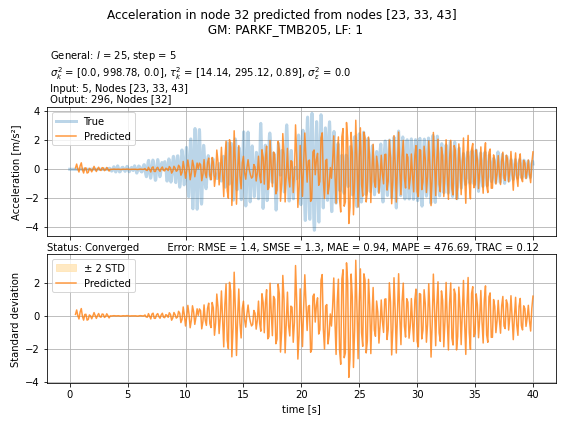 Acceleration in node 32 predicted from nodes [23, 33, 43]
GM: PARKF_TMB205, LF: 1
General: l = 25, step = 5
σ²ₖ = [0.0, 998.78, 0.0], τ²ₖ = [14.14, 295.12, 0.89], σ²ε = 0.0
Input: 5, Nodes [23, 33, 43]
Output: 296, Nodes [32]
4
2
0
−2
−4
Acceleration [m/s²]
True
Predicted
Status: Converged Error: RMSE = 1.4, SMSE = 1.3, MAE = 0.94, MAPE = 476.69, TRAC = 0.12
2
0
−2
−4
Standard deviation
± 2 STD
Predicted
0 5 10 15 20 25 30 35 40
time [s]